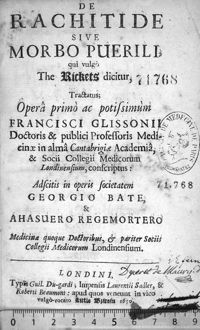 DE
RACHITIDE
SIVE
MORBO PUERILI,
qui vulgò
The Rickets dicitur, 71768
Tractatus;
Operâ primò ac potissimùm
FRANCISCI GLISSONII
Doctoris & publici Professoris Medi-
cinæ in almâ Cantabrigiæ Academiâ,
& Socii Collegii Medicorum
Londinensium, conscriptus:
Adscitis in operis societatem 71.768
GEORGIO BATE,
&
AHASUERO REGEMORTERO
Medicinæ quoque Doctoribus, & pariter Sociis
Collegii Medicorum Londinensium.
LONDINI,
Typis Guil. Du-gardi; Impensis Laurentii Sadler, &
Roberti Beaumont: apud quos veneunt in vico
vulgò vocato Little Britain 1650